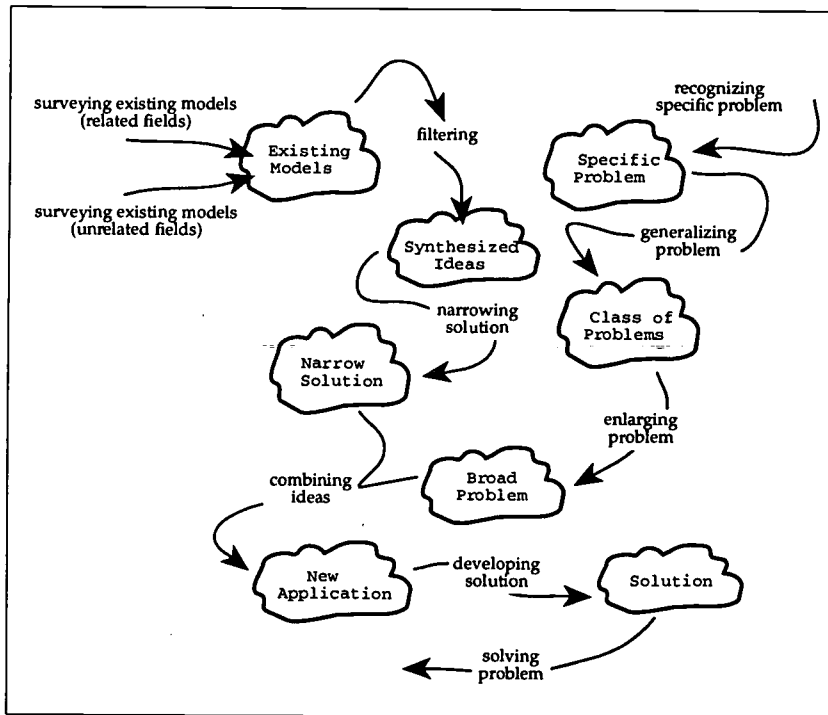 surveying existing models
(related fields)
Existing
Models
surveying existing models
(unrelated fields)
filtering
Synthesized
Ideas
narrowing
solution
Narrow
Solution
recognizing
specific problem
Specific
Problem
generalizing
problem
Class of
Problems
enlarging
problem
Broad
Problem
combining
ideas
New
Application
developing
solution
Solution
solving
problem